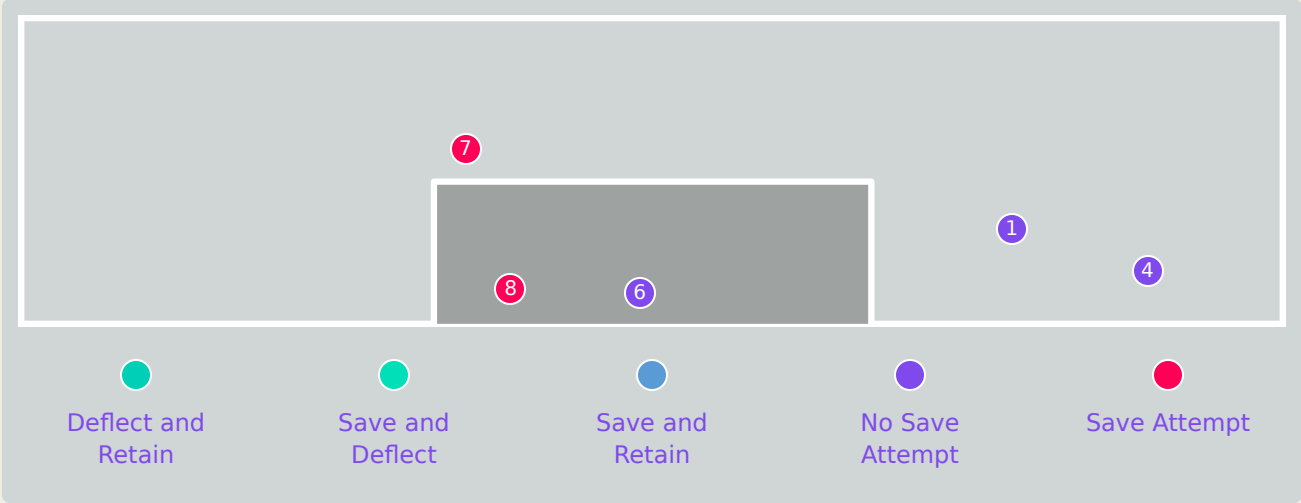 7
1
4
8
6
Deflect and
Retain
Save and
Deflect
Save and
Retain
No Save
Attempt
Save Attempt